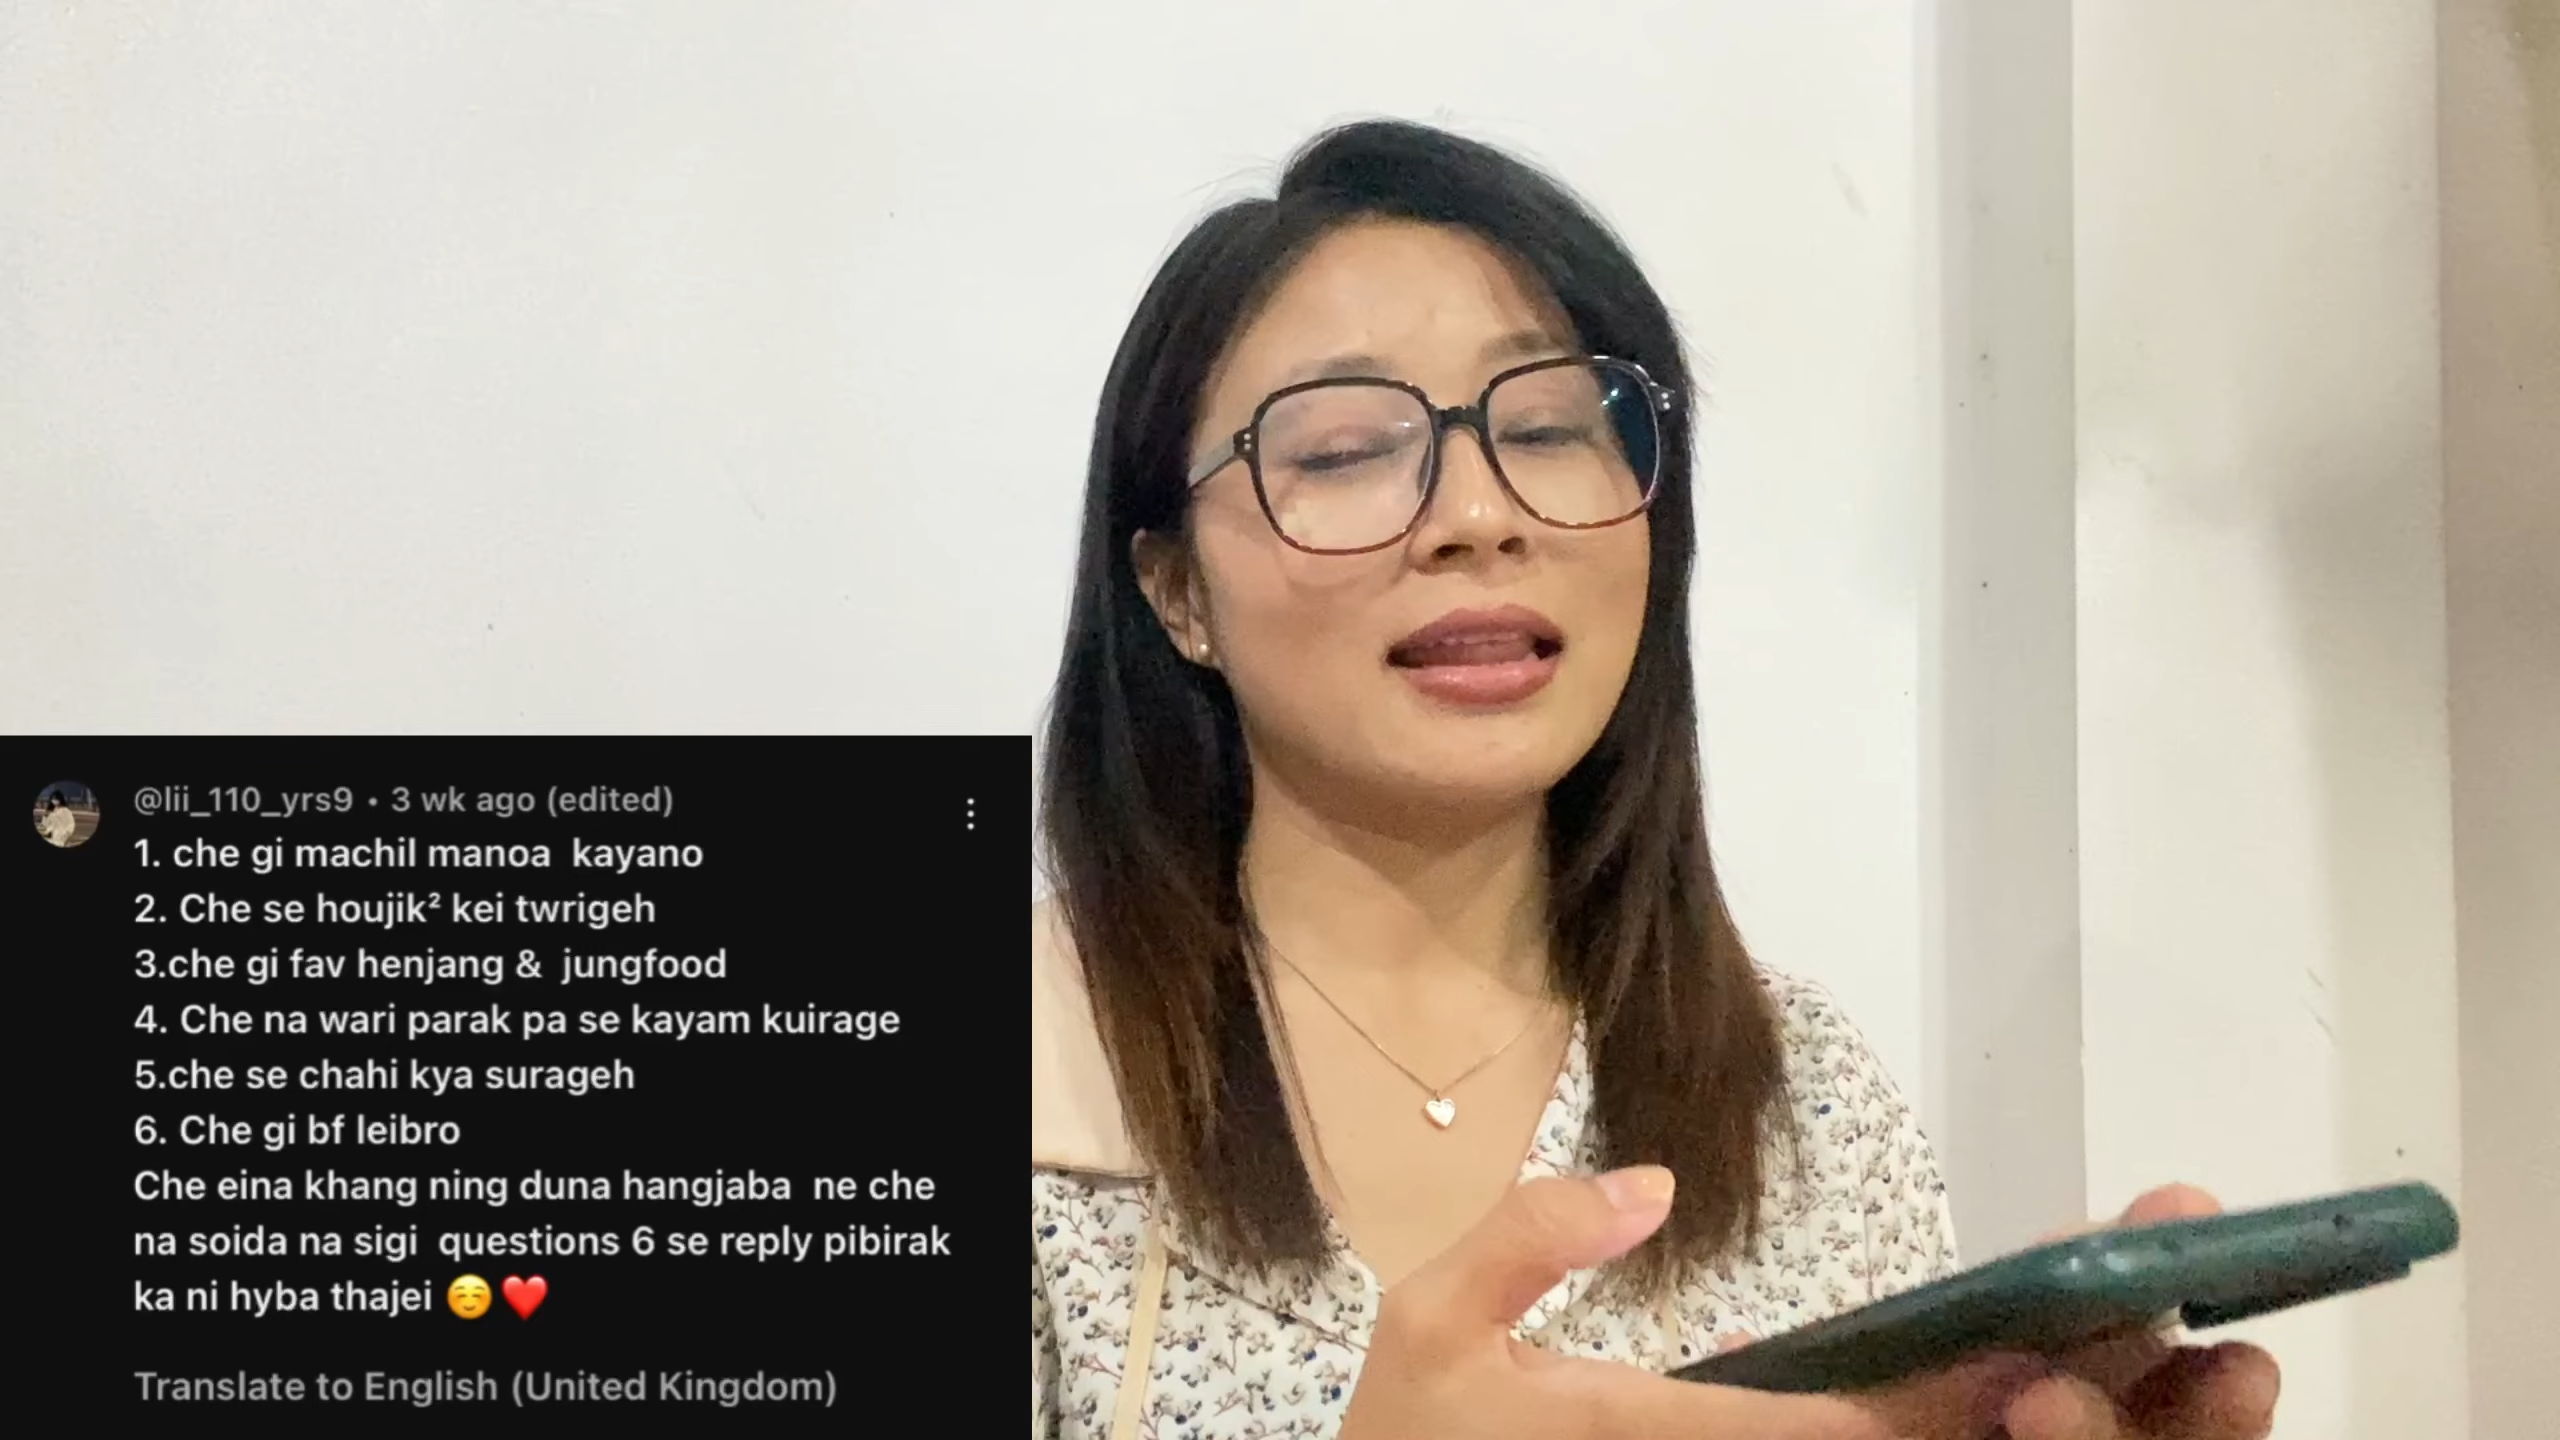 @lii_110_yrs9 • 3 wk ago (edited)
1. che gi machil manoa kayano
2. Che se houjik² kei twrigeh
3.che gi fav henjang & jungfood
4. Che na wari parak pa se kayam kuirage
5.che se chahi kya surageh
6. Che gi bf leibro
Che eina khang ning duna hangjaba ne che
na soida na sigi questions 6 se reply pibirak
ka ni hyba thajei ☺️❤️
Translate to English (United Kingdom)